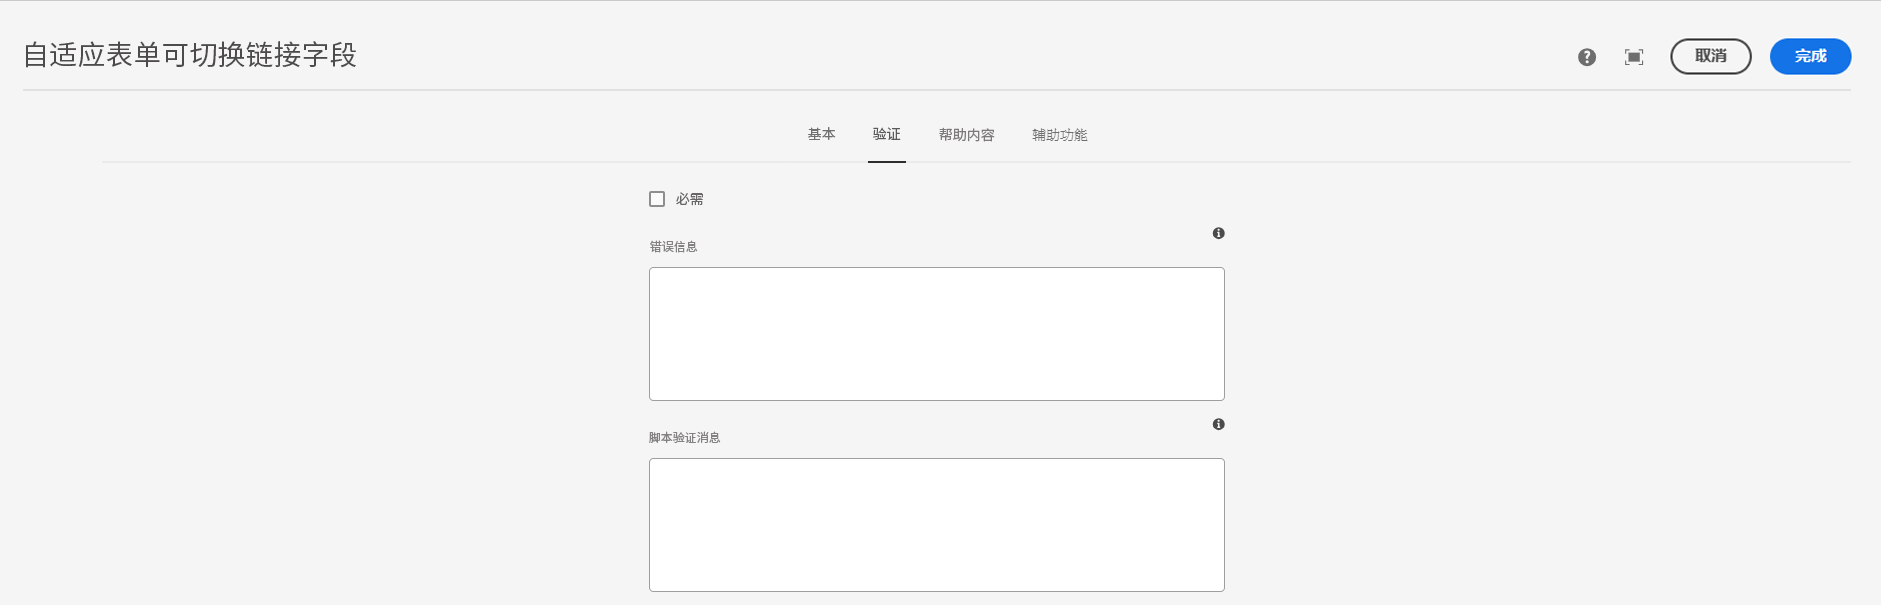 自适应表单可切换链接字段
取消
完成
基本
验证
帮助内容
辅助功能
必需
错误信息
脚本验证消息